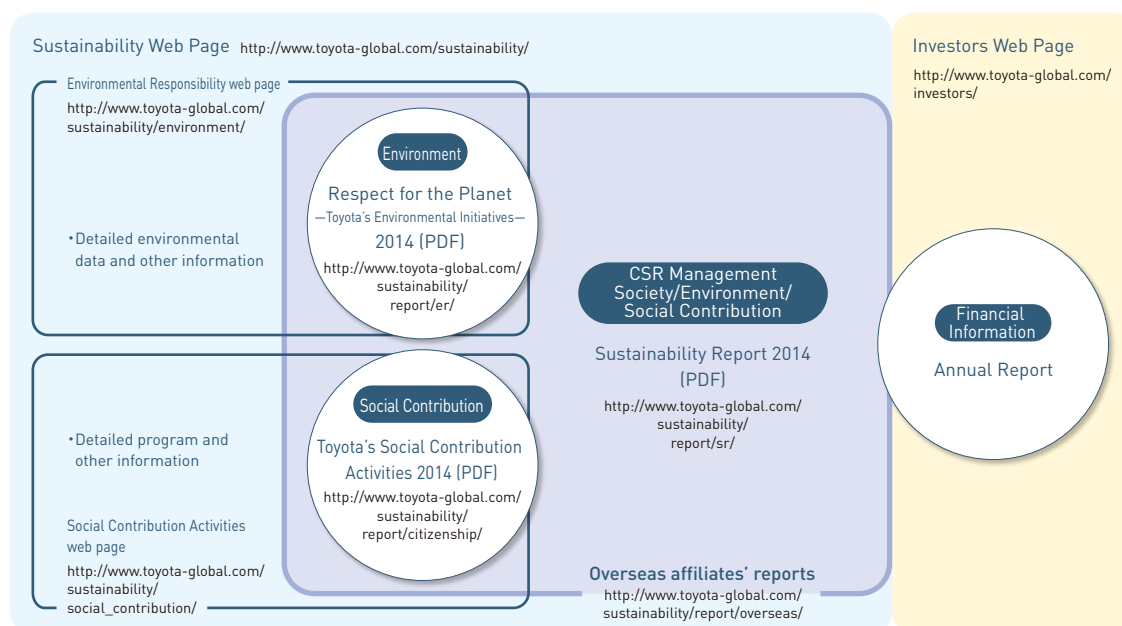 Sustainability Web Page http://www.toyota-global.com/sustainability/
Environmental Responsibility web page
http://www.toyota-global.com/
sustainability/environment/
・Detailed environmental
data and other information
Environment
Respect for the Planet
—Toyota's Environmental Initiatives—
2014 (PDF)
http://www.toyota-global.com/
sustainability/
report/er/
・Detailed program and
other information
Social Contribution Activities
web page
http://www.toyota-global.com/
sustainability/
social_contribution/
Social Contribution
Toyota's Social Contribution
Activities 2014 (PDF)
http://www.toyota-global.com/
sustainability/
report/citizenship/
CSR Management
Society/Environment/
Social Contribution
Sustainability Report 2014
(PDF)
http://www.toyota-global.com/
sustainability/
report/sr/
Overseas affiliates' reports
http://www.toyota-global.com/
sustainability/report/overseas/
Investors Web Page
http://www.toyota-global.com/
investors/
Financial
Information
Annual Report